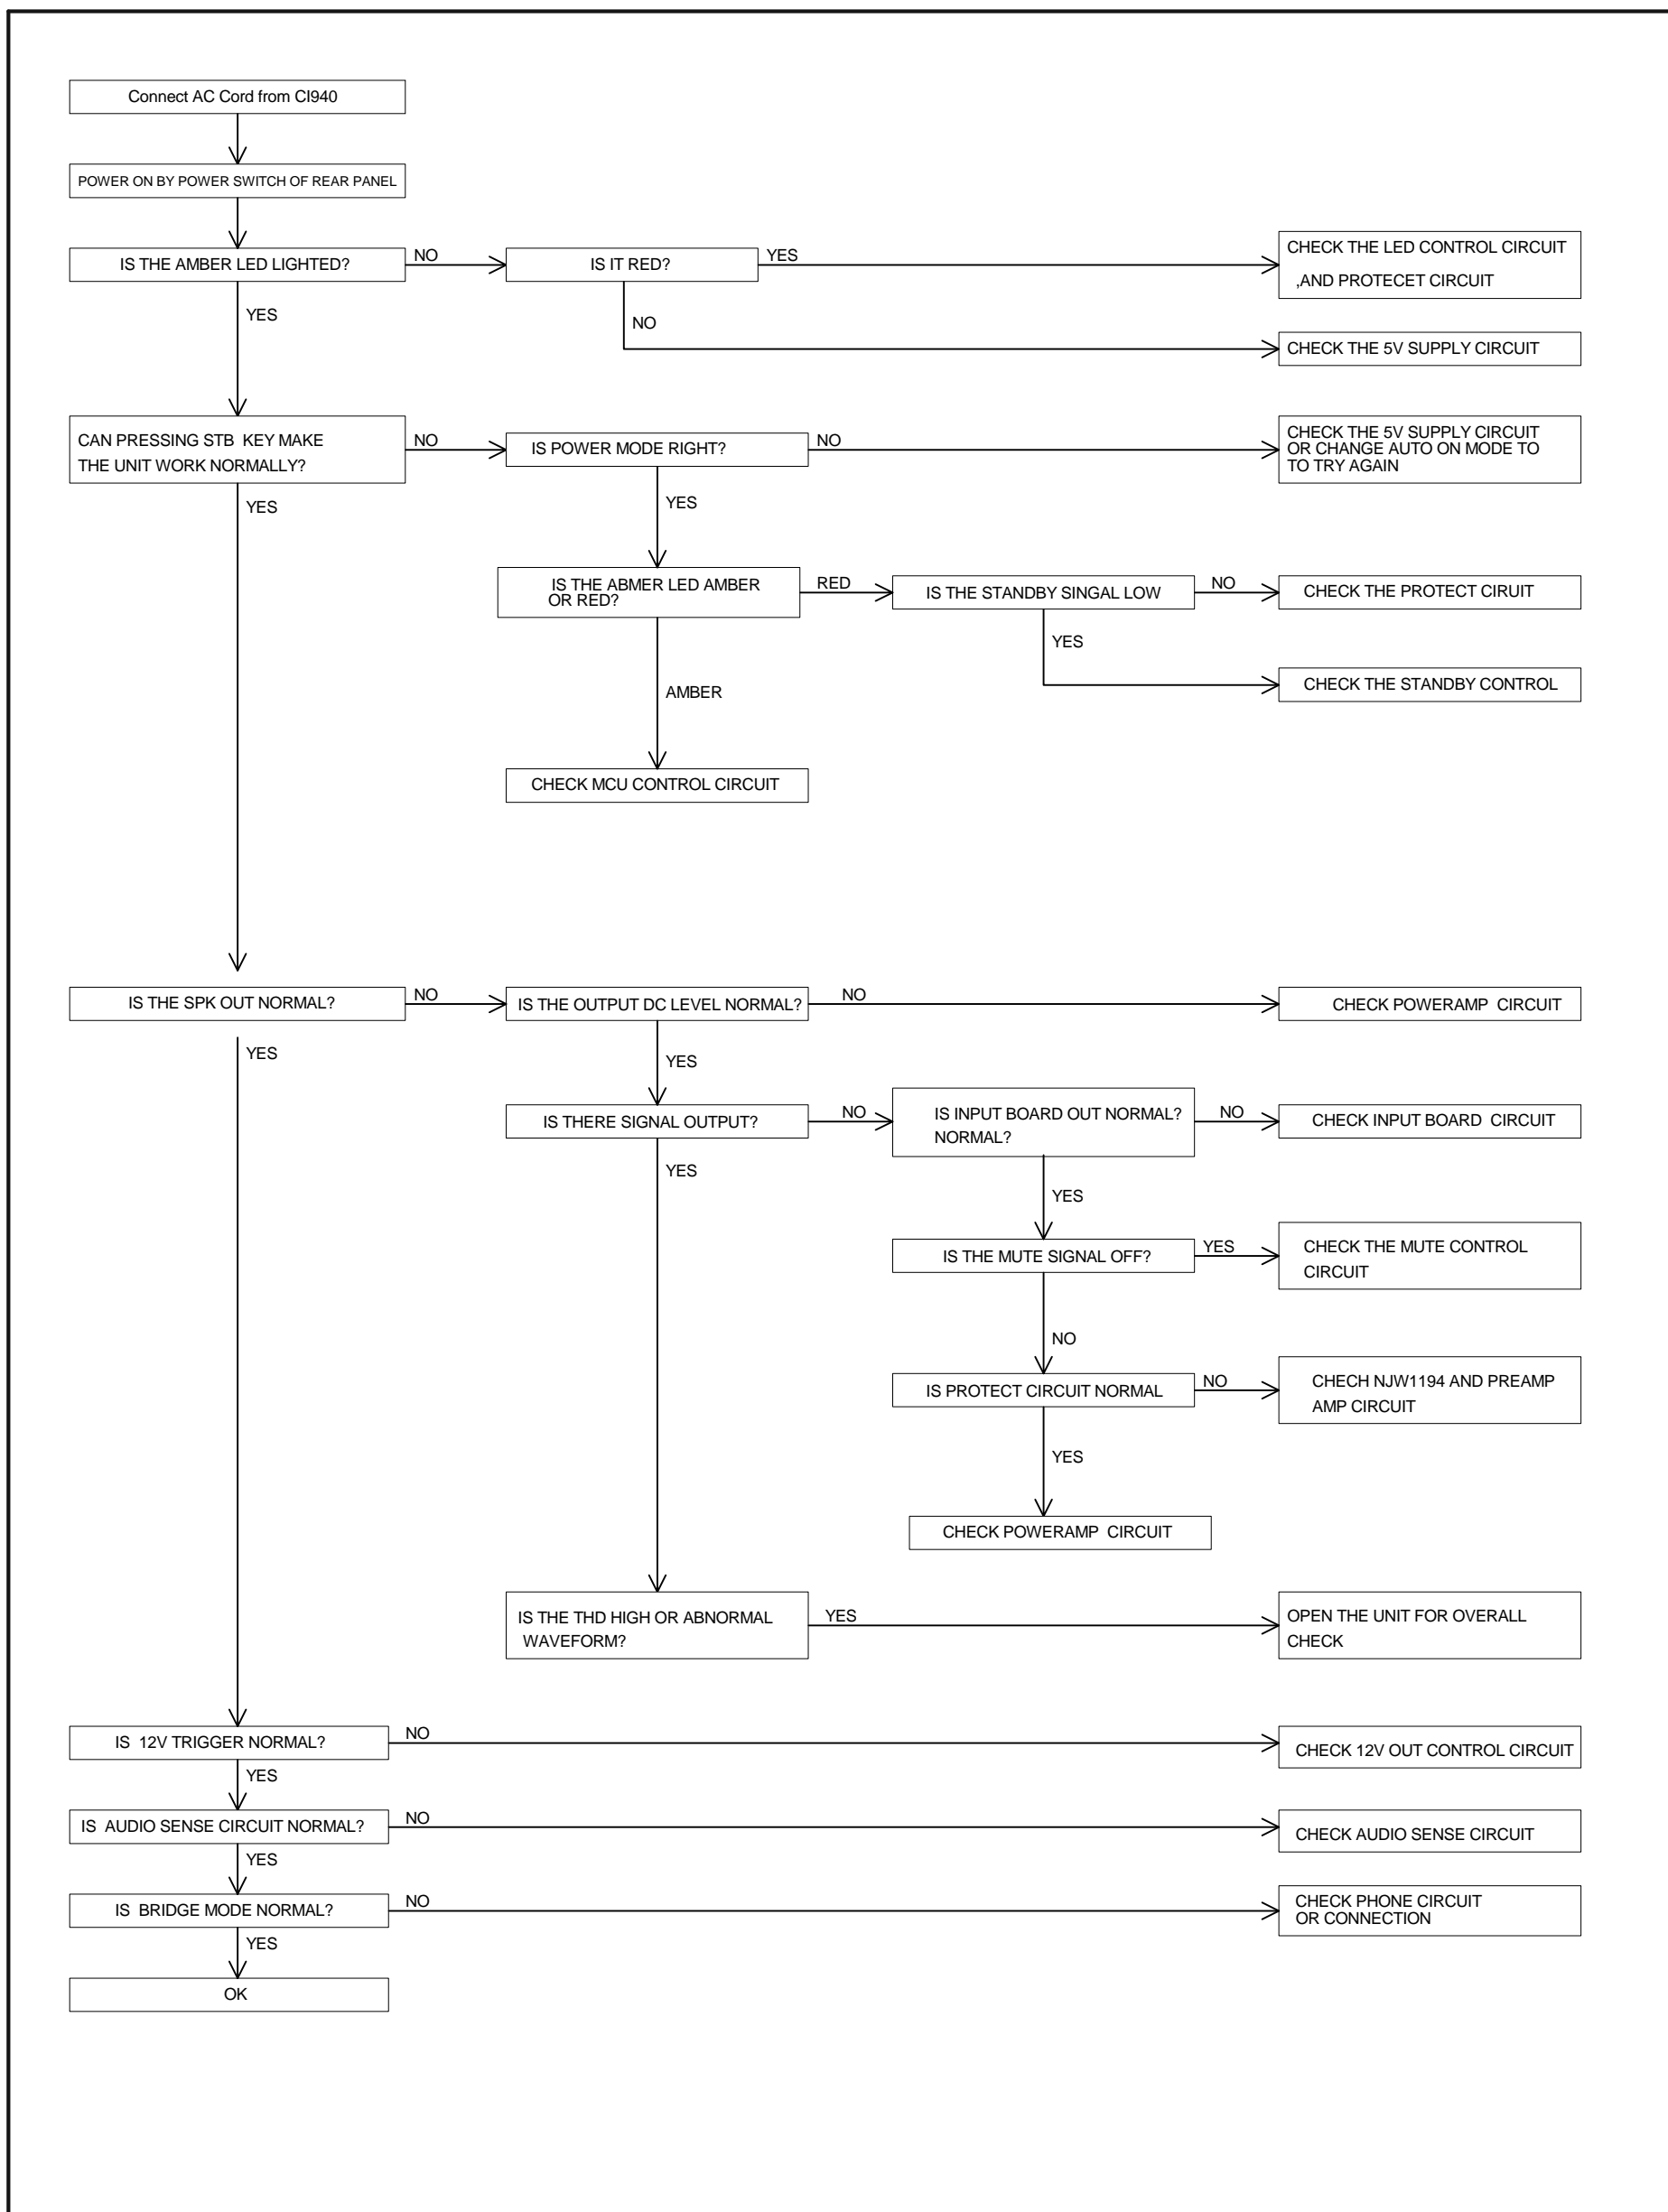 Connect AC Cord from CI940
POWER ON BY POWER SWITCH OF REAR PANEL
IS THE AMBER LED LIGHTED?
NO
IS IT RED?
YES
CHECK THE LED CONTROL CIRCUIT
,AND PROTECET CIRCUIT
YES
NO
CHECK THE 5V SUPPLY CIRCUIT
CAN PRESSING STB  KEY MAKE
THE UNIT WORK NORMALLY?
NO
IS POWER MODE RIGHT?
NO
CHECK THE 5V SUPPLY CIRCUIT
OR CHANGE AUTO ON MODE TO
TO TRY AGAIN
YES
YES
IS THE ABMER LED AMBER
OR RED?
RED
IS THE STANDBY SINGAL LOW
NO
CHECK THE PROTECT CIRUIT
YES
CHECK THE STANDBY CONTROL
AMBER
CHECK MCU CONTROL CIRCUIT
IS THE SPK OUT NORMAL?
NO
IS THE OUTPUT DC LEVEL NORMAL?
NO
CHECK POWERAMP  CIRCUIT
YES
YES
IS THERE SIGNAL OUTPUT?
NO
IS INPUT BOARD OUT NORMAL?
NORMAL?
NO
CHECK INPUT BOARD  CIRCUIT
YES
YES
IS THE MUTE SIGNAL OFF?
YES
CHECK THE MUTE CONTROL
CIRCUIT
NO
IS PROTECT CIRCUIT NORMAL
NO
CHECH NJW1194 AND PREAMP
AMP CIRCUIT
YES
CHECK POWERAMP  CIRCUIT
IS THE THD HIGH OR ABNORMAL
WAVEFORM?
YES
OPEN THE UNIT FOR OVERALL
CHECK
IS  12V TRIGGER NORMAL?
NO
CHECK 12V OUT CONTROL CIRCUIT
YES
IS  AUDIO SENSE CIRCUIT NORMAL?
NO
CHECK AUDIO SENSE CIRCUIT
YES
IS  BRIDGE MODE NORMAL?
NO
CHECK PHONE CIRCUIT
OR CONNECTION
YES
OK